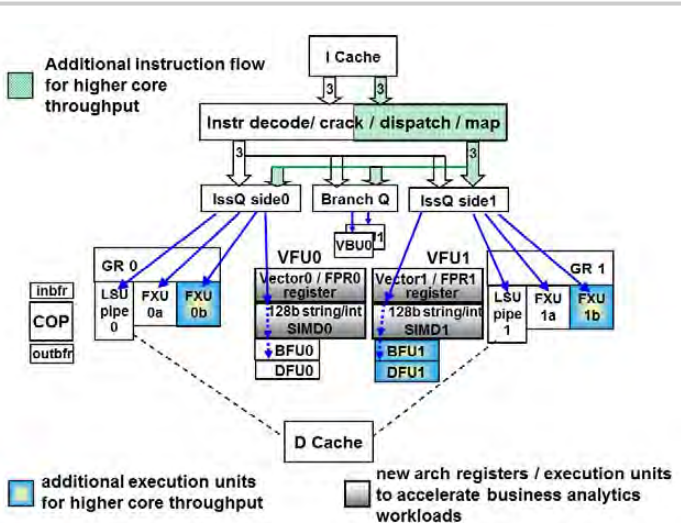 I Cache
Additional instruction flow
for higher core
throughput
3
3
Instr decode/ crack / dispatch / map
3
3
IssQ side0
Branch Q
IssQ side1
VBU0
1
VFU0
VFU1
GR 0
GR 1
inbfr
COP
outbfr
LSU
pipe
0
FXU
0a
FXU
0b
Vector0 / FPR0
register
128b string/int
SIMD0
BFU0
DFU0
Vector1 / FPR1
register
128b string/int
SIMD1
BFU1
DFU1
LSU
pipe
1
FXU
1a
FXU
1b
D Cache
additional execution units
for higher core throughput
new arch registers / execution units
to accelerate business analytics
workloads